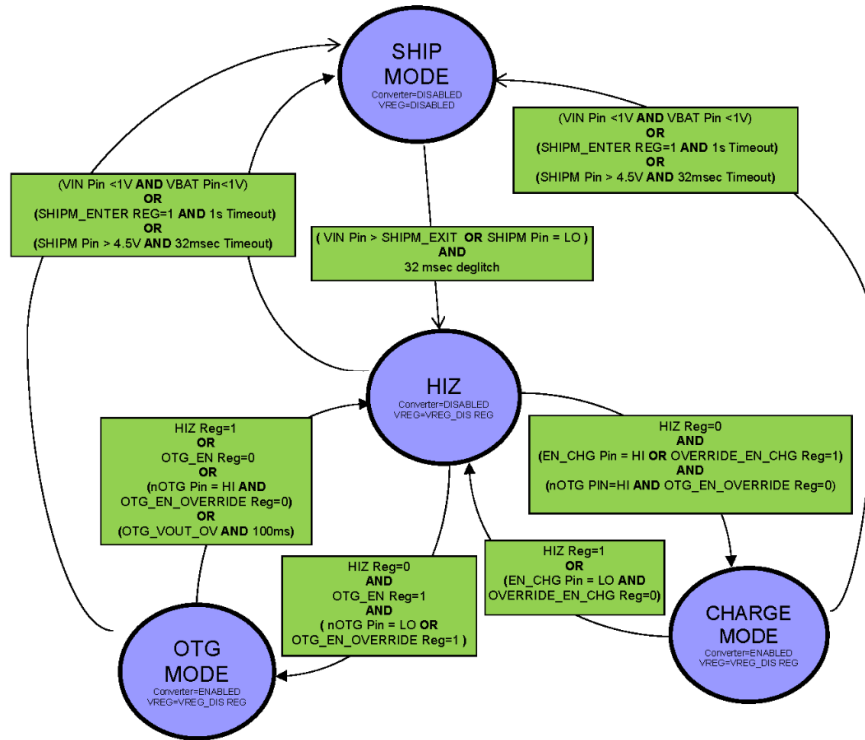 SHIP
MODE
Converter=DISABLED
VREG=DISABLED
(VIN Pin <1V AND VBAT Pin <1V)
OR
(SHIPM_ENTER REG=1 AND 1s Timeout)
OR
(SHIPM Pin > 4.5V AND 32msec Timeout)
(VIN Pin <1V AND VBAT Pin<1V)
OR
(SHIPM_ENTER REG=1 AND 1s Timeout)
OR
(SHIPM Pin > 4.5V AND 32msec Timeout)
( VIN Pin > SHIPM_EXIT OR SHIPM Pin = LO )
AND
32 msec deglitch
HIZ
Converter=DISABLED
VREG=VREG_DIS REG
HIZ Reg=1
OR
OTG_EN Reg=0
OR
(nOTG Pin = HI AND
OTG_EN_OVERRIDE Reg=0)
OR
(OTG_VOUT_OV AND 100ms)
HIZ Reg=0
AND
(EN_CHG Pin = HI OR OVERRIDE_EN_CHG Reg=1)
AND
(nOTG PIN=HI AND OTG_EN_OVERRIDE Reg=0)
HIZ Reg=0
AND
OTG_EN Reg=1
AND
( nOTG Pin = LO OR
OTG_EN_OVERRIDE Reg=1 )
HIZ Reg=1
OR
(EN_CHG Pin = LO AND
OVERRIDE_EN_CHG Reg=0)
OTG
MODE
Converter=ENABLED
VREG=VREG_DIS REG
CHARGE
MODE
Converter=ENABLED
VREG=VREG_DIS REG